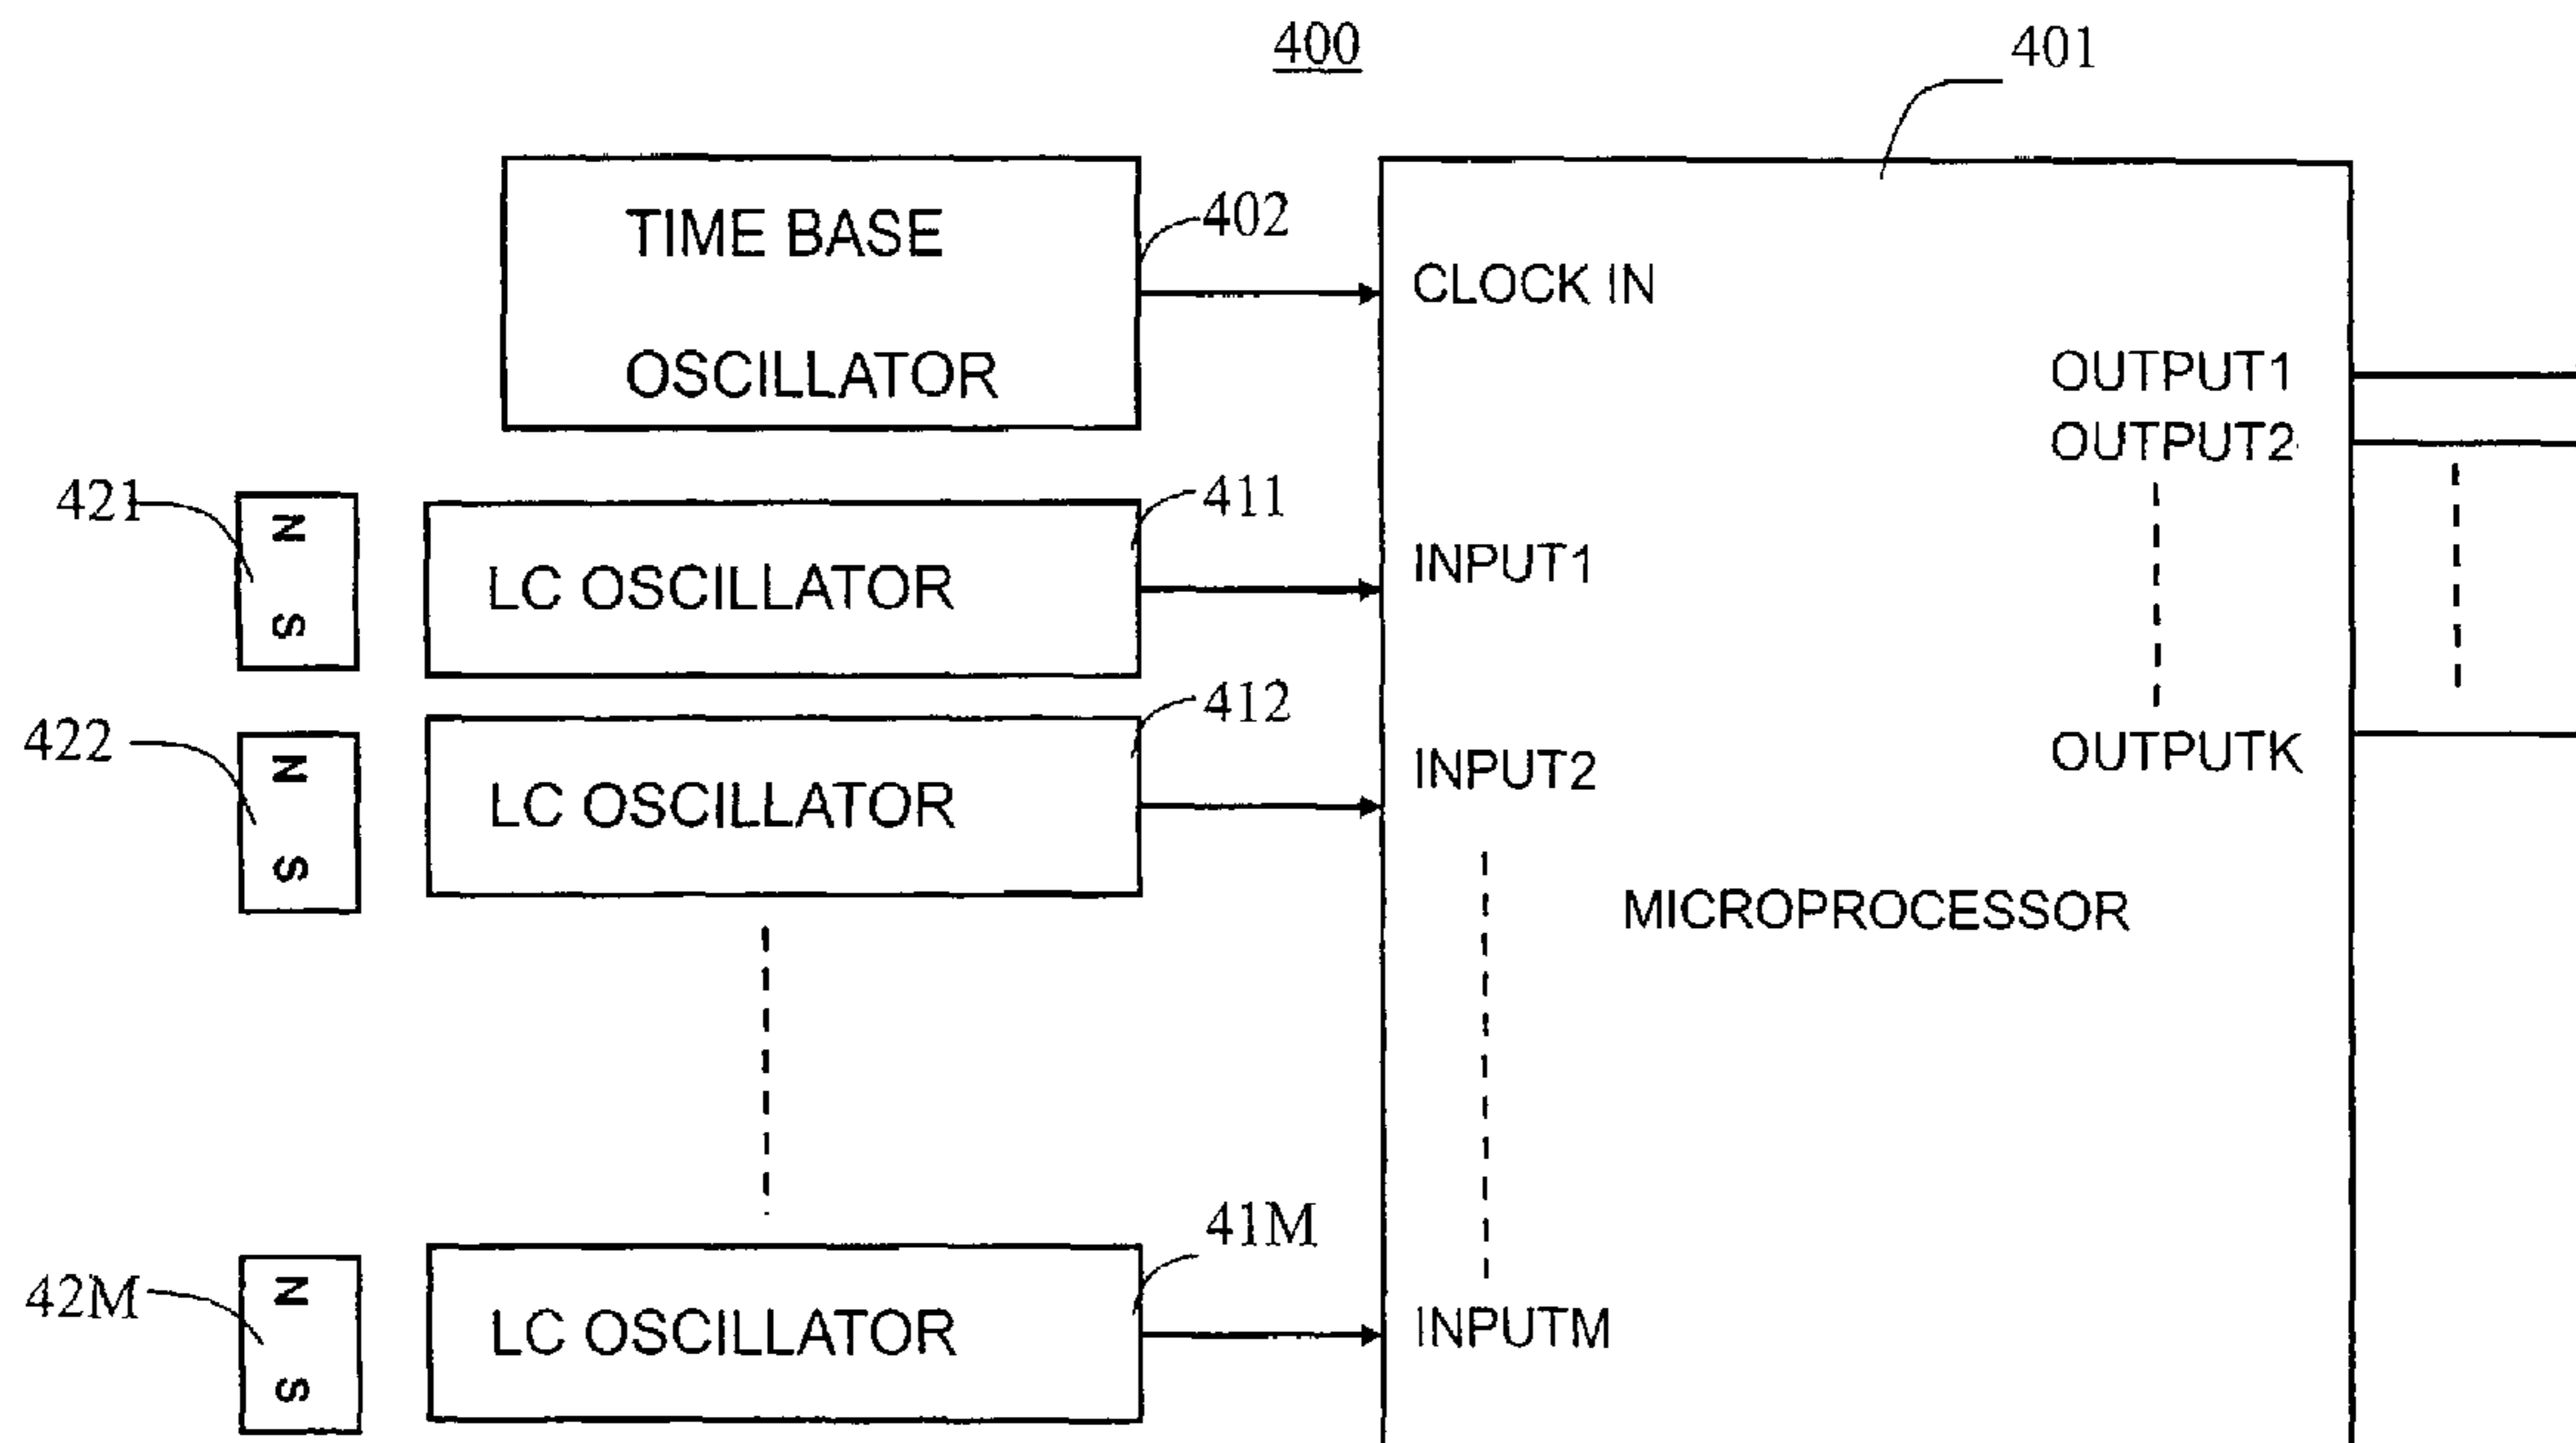 400
401
TIME BASE
OSCILLATOR
402
CLOCK IN
OUTPUT1
OUTPUT2
OUTPUTK
421
N
S
LC OSCILLATOR
411
INPUT1
422
N
S
LC OSCILLATOR
412
INPUT2
MICROPROCESSOR
42M
N
S
LC OSCILLATOR
41M
INPUTM